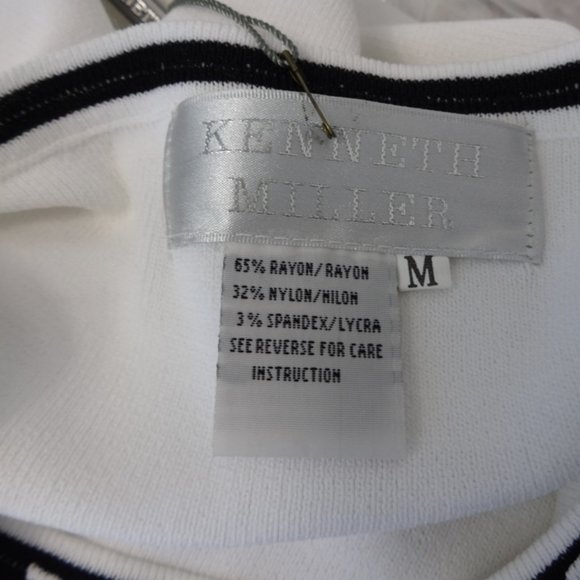 KENNETH
MILLER
M
65% RAYON/RAYON
32% NYLON/NILON
3% SPANDEX/LYCRA
SEE REVERSE FOR CARE
INSTRUCTION